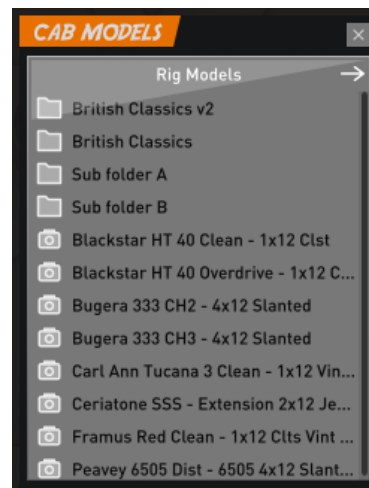 CAB MODELS
Rig Models
British Classics v2
British Classics
Sub folder A
Sub folder B
Blackstar HT 40 Clean - 1x12 Clst
Blackstar HT 40 Overdrive - 1x12 C...
Bugera 333 CH2 - 4x12 Slanted
Bugera 333 CH3 - 4x12 Slanted
Carl Ann Tucana 3 Clean - 1x12 Vin...
Ceriatone SSS - Extension 2x12 Je...
Framus Red Clean - 1x12 Clts Vint ...
Peavey 6505 Dist - 6505 4x12 Slant...